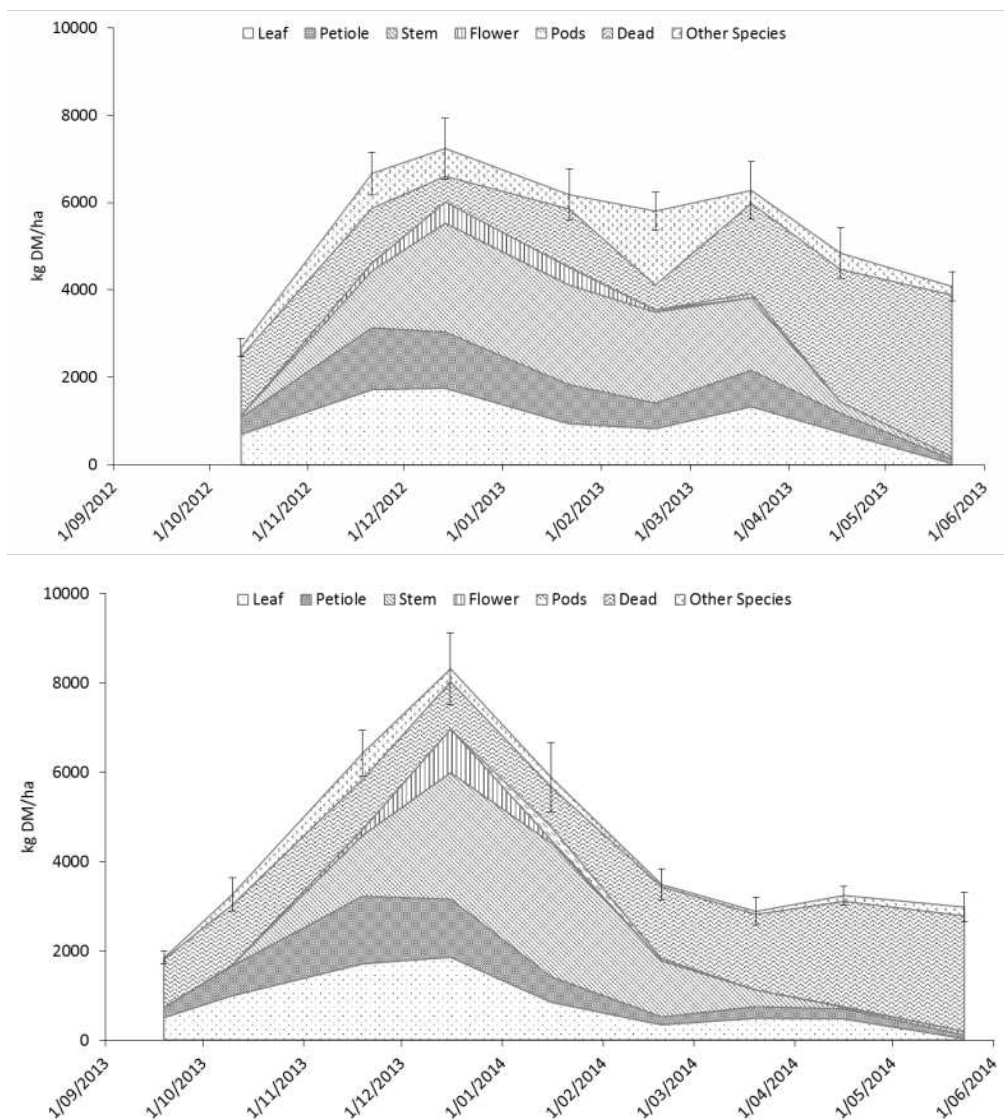 10000
Leaf Petiole Stem Flower Pods Dead Other Species
8000
6000
kg DM/ha
4000
2000
0
1/09/2012 1/10/2012 1/11/2012 1/12/2012 1/01/2013 1/02/2013 1/03/2013 1/04/2013 1/05/2013 1/06/2013
10000
Leaf Petiole Stem Flower Pods Dead Other Species
8000
6000
kg DM/ha
4000
2000
0
1/09/2013 1/10/2013 1/11/2013 1/12/2013 1/01/2014 1/02/2014 1/03/2014 1/04/2014 1/05/2014 1/06/2014